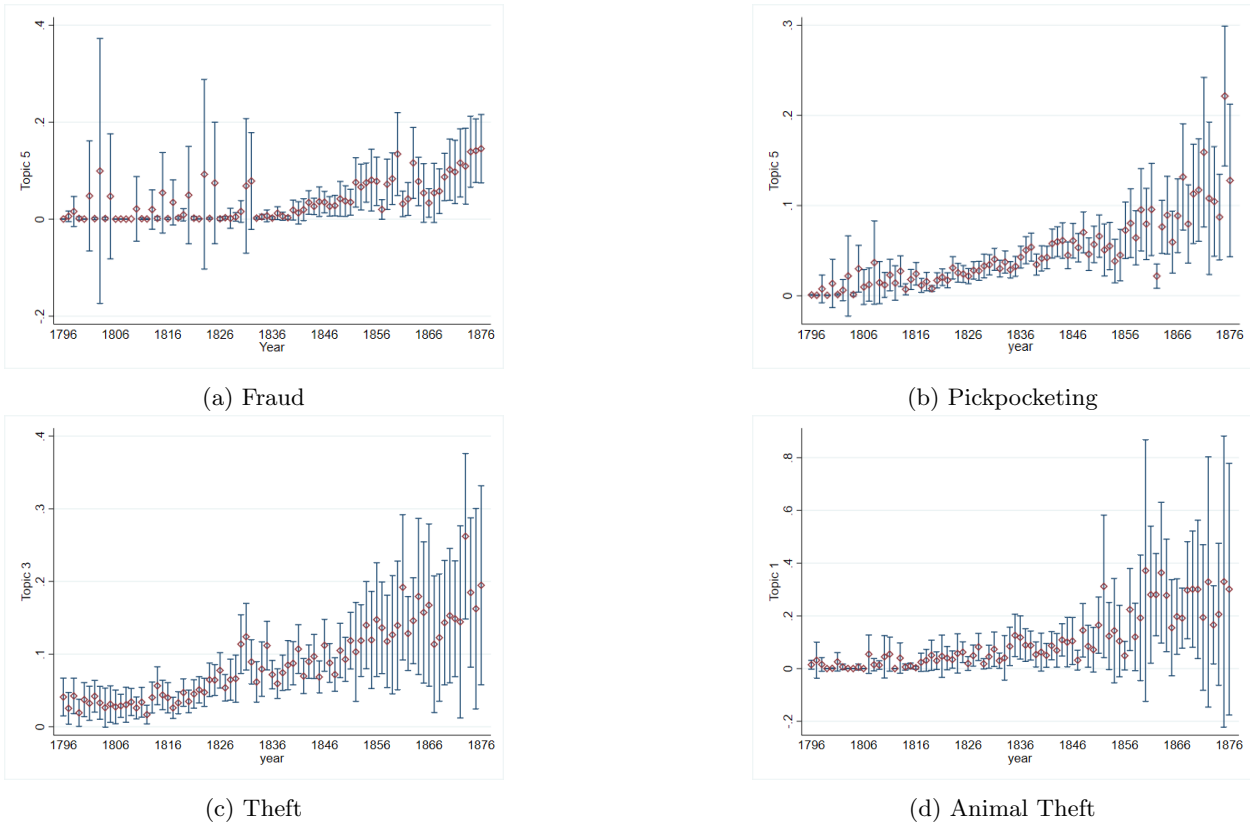 .4
.2
0
-.2
Topic 5
1796 1806 1816 1826 1836 1846 1856 1866 1876
Year
(a) Fraud
.3
.2
.1
0
Topic 5
1796 1806 1816 1826 1836 1846 1856 1866 1876
year
(b) Pickpocketing
.4
.3
.2
.1
0
Topic 3
1796 1806 1816 1826 1836 1846 1856 1866 1876
year
(c) Theft
.8
.6
.4
.2
0
-.2
Topic 1
1796 1806 1816 1826 1836 1846 1856 1866 1876
year
(d) Animal Theft